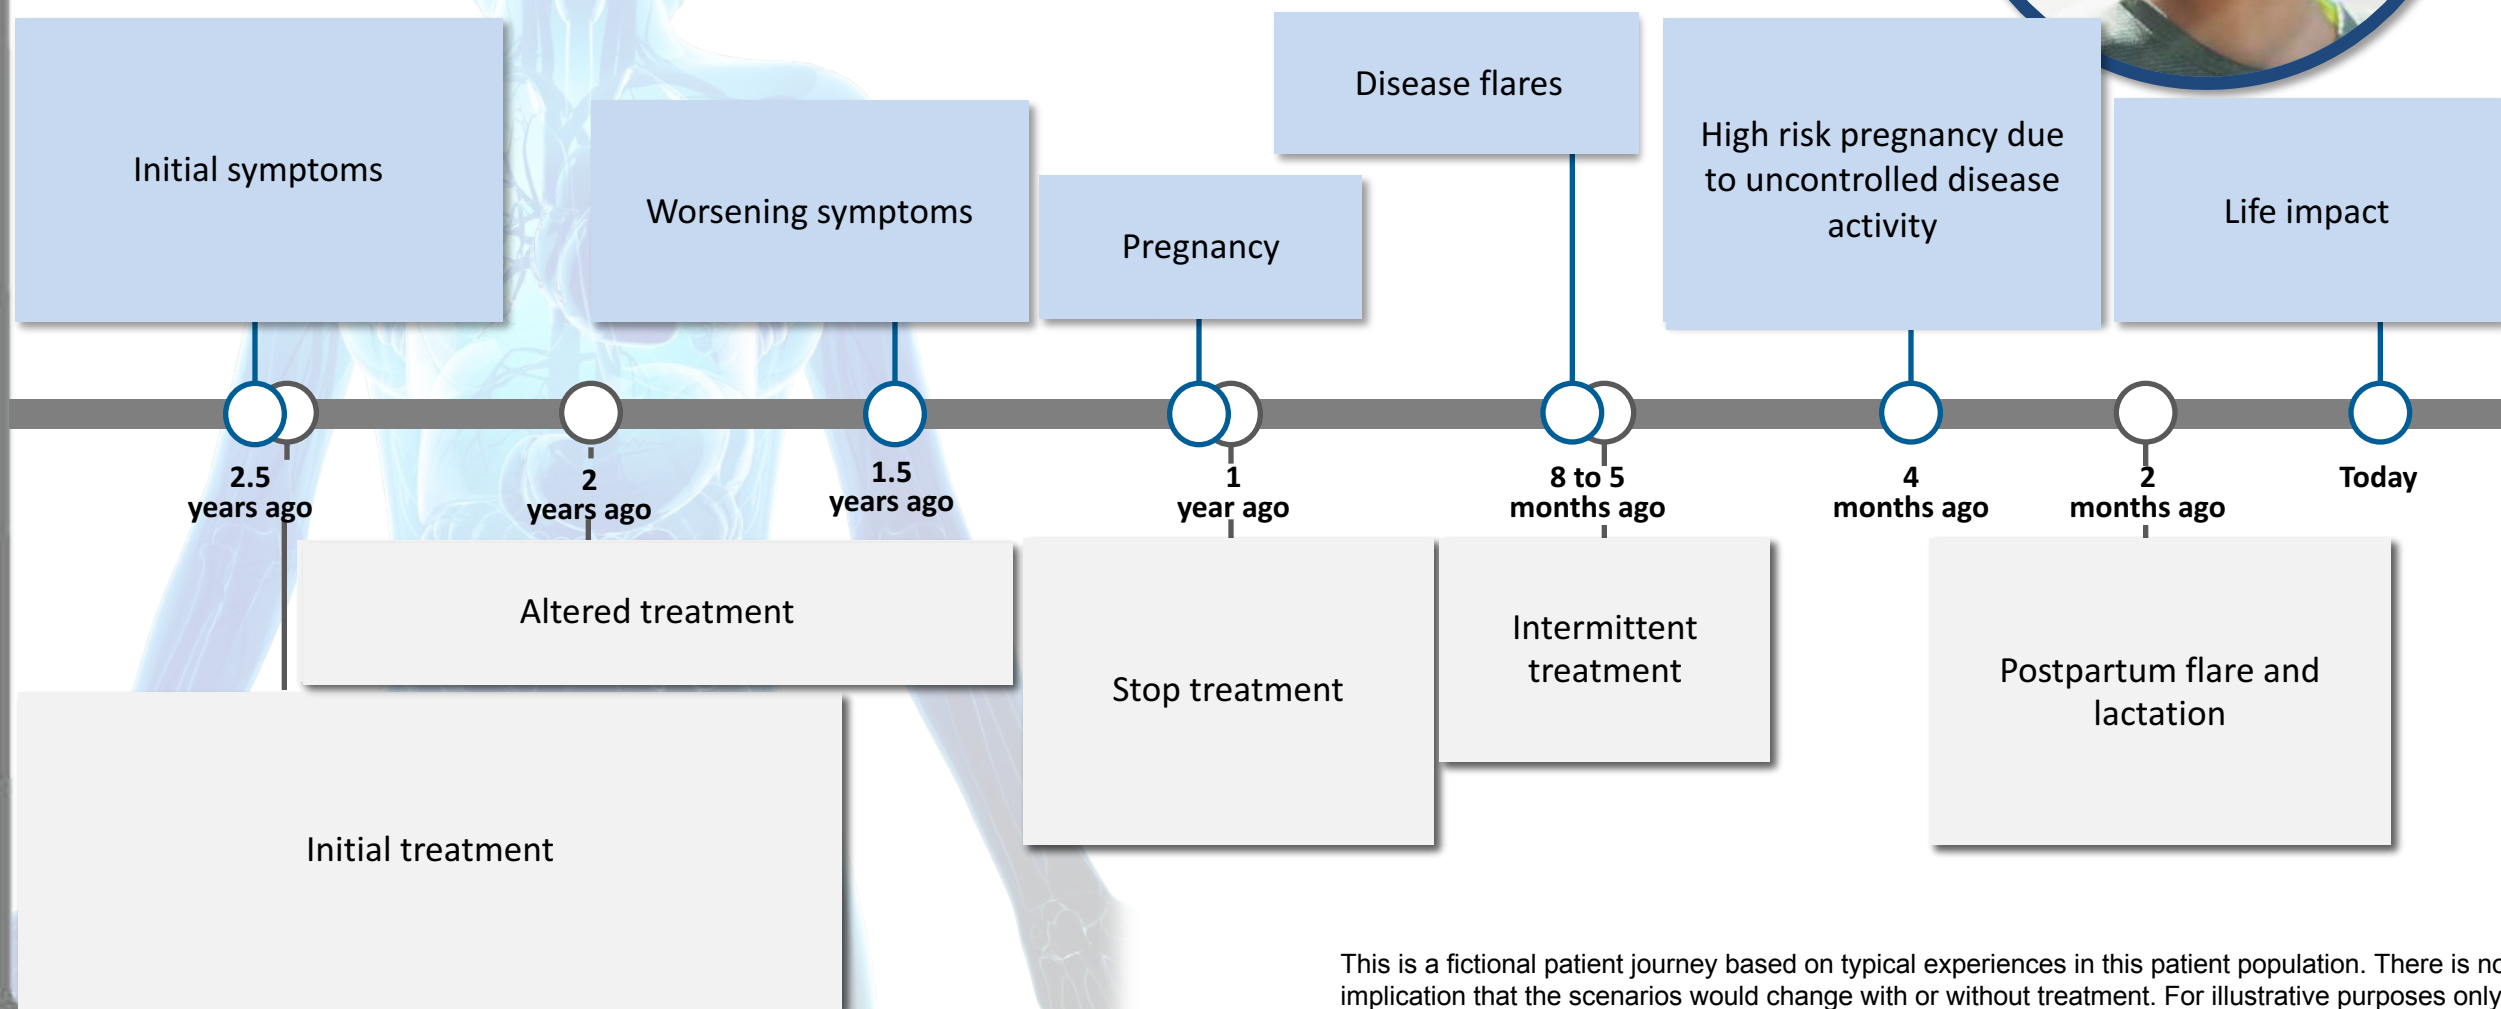 Initial symptoms
Worsening symptoms
Pregnancy
Disease flares
High risk pregnancy due
to uncontrolled disease
activity
Life impact
2.5
years ago
2
years ago
1.5
years ago
1
year ago
8 to 5
months ago
4
months ago
2
months ago
Today
Initial treatment
Altered treatment
Stop treatment
Intermittent
treatment
Postpartum flare and
lactation
This is a fictional patient journey based on typical experiences in this patient population. There is no
implication that the scenarios would change with or without treatment. For illustrative purposes only